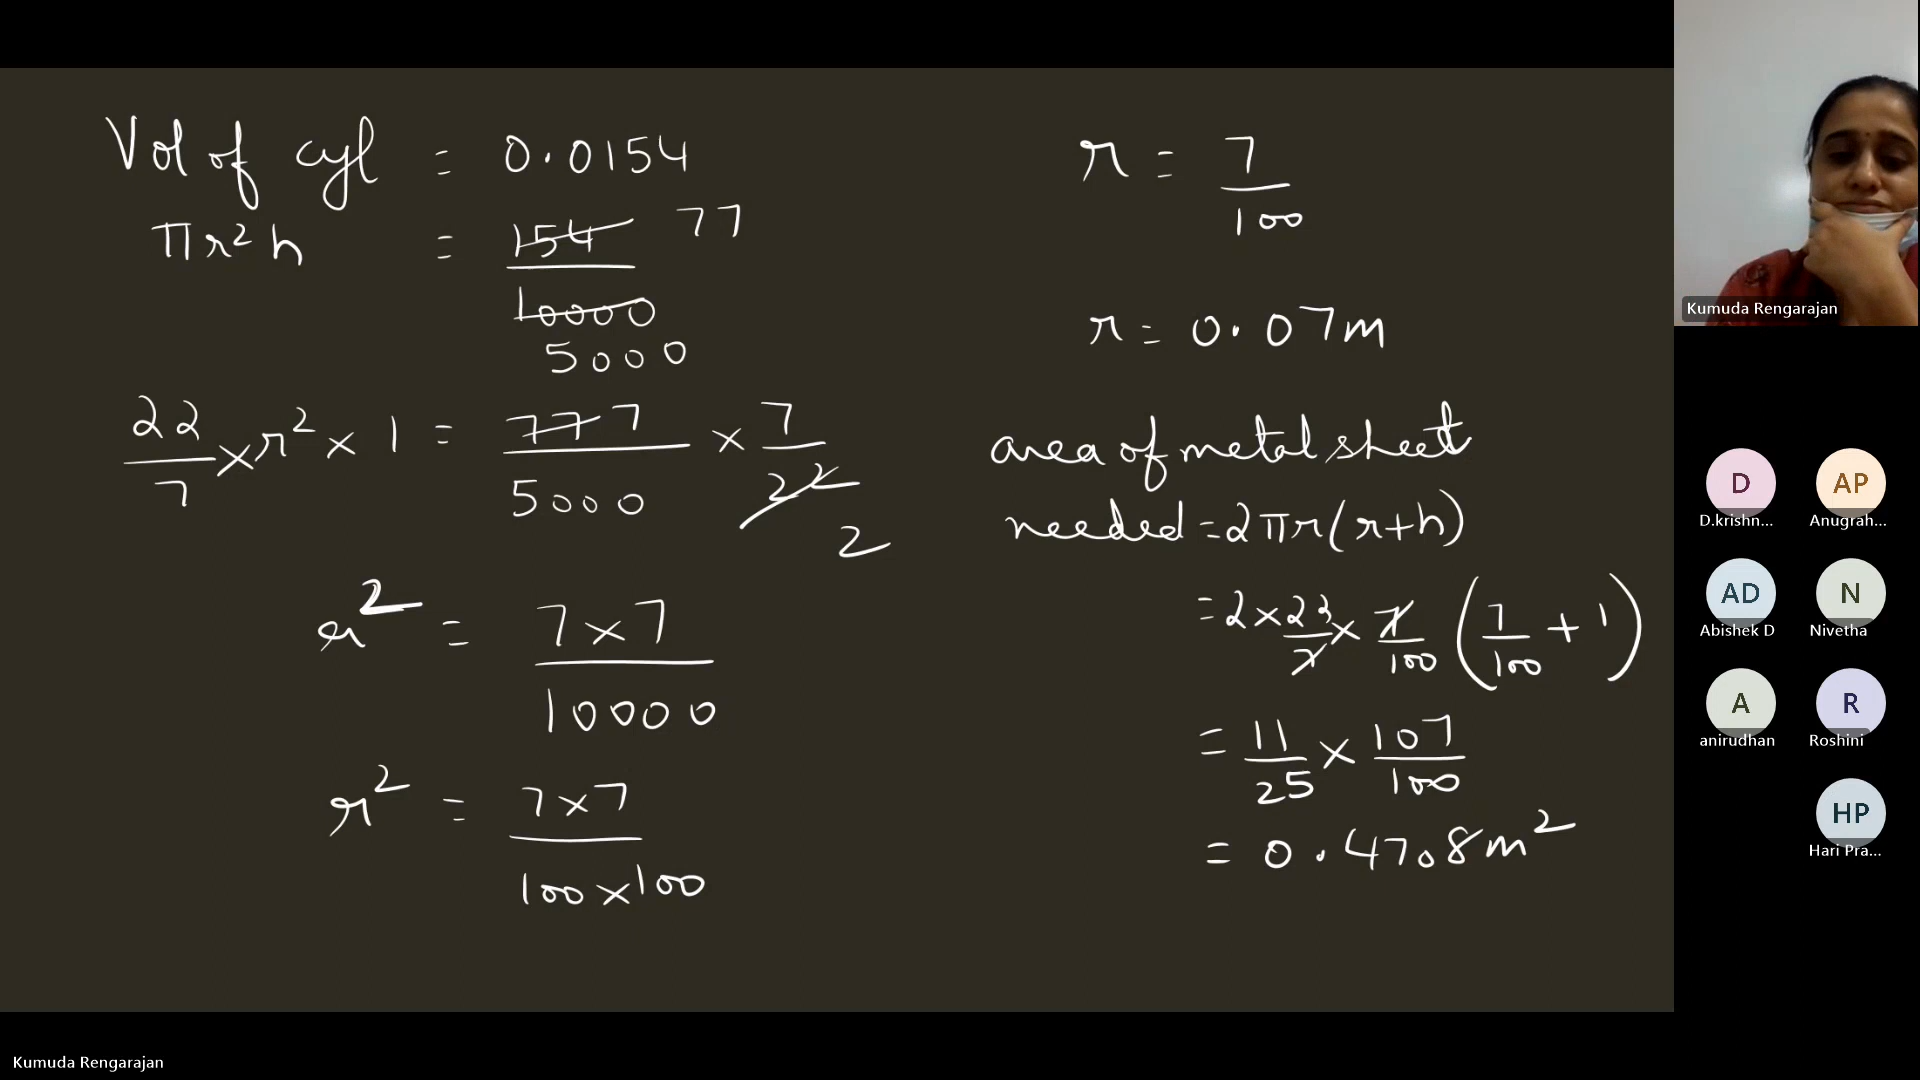 Vol of cyl = 0.0154
πr² h = 154 77
10000
5000
22/7 × r² × 1 = 77 7/5000 × 7/22
2
r² = 7×7/10000
r² = 7×7/100×100
r = 7/100
r = 0.07m
area of metal sheet
needed = 2πr(r+h)
= 2 × 22/7 × 7/100 (7/100 + 1)
= 11/25 × 107/100
= 0.4708m²
Kumuda Rengarajan
D
D.krishn...
AP
Anugrah...
AD
Abishek D
N
Nivetha
A
anirudhan
R
Roshini
HP
Hari Pra...
Kumuda Rengarajan